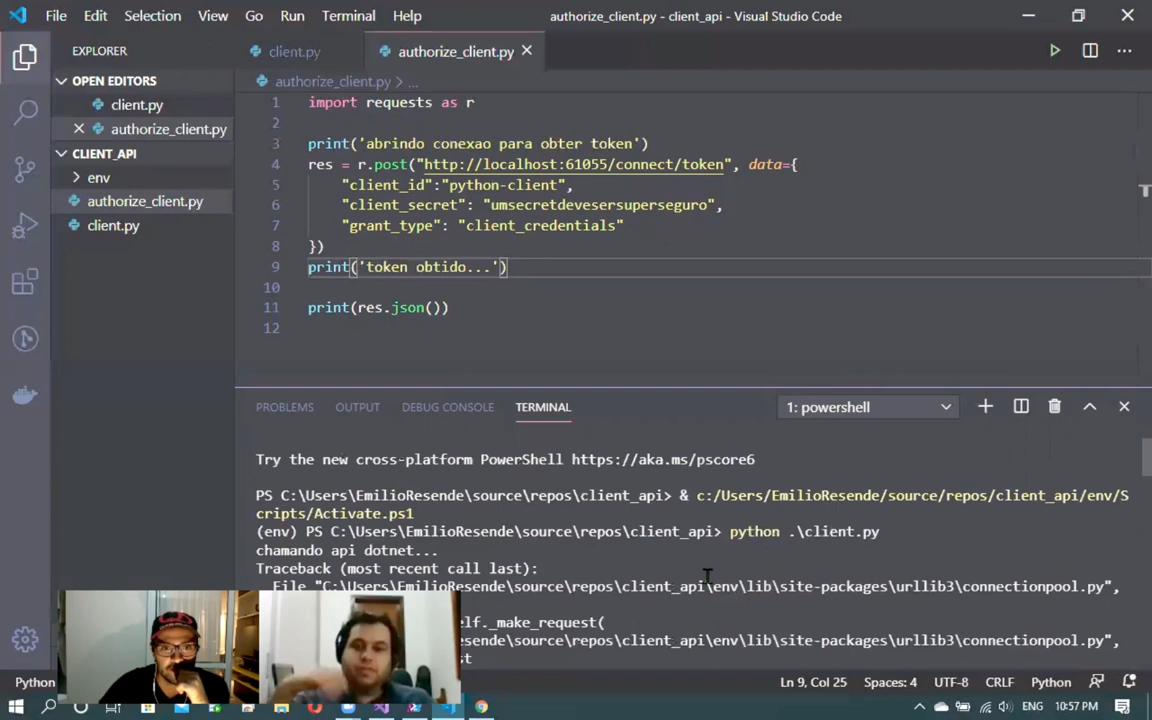 File Edit Selection View Go Run Terminal Help authorize_client.py - client_api - Visual Studio Code
EXPLORER
client.py authorize_client.py
OPEN EDITORS
client.py
authorize_client.py
CLIENT_API
env
authorize_client.py
client.py
authorize_client.py > ...
1 import requests as r
2
3 print('abrindo conexao para obter token')
4 res = r.post("http://localhost:61055/connect/token", data={
5 "client_id":"python-client",
6 "client_secret": "umsecretdevesersuperseguro",
7 "grant_type": "client_credentials"
8 })
9 print('token obtido...')
10
11 print(res.json())
12
PROBLEMS OUTPUT DEBUG CONSOLE TERMINAL 1: powershell
Try the new cross-platform PowerShell https://aka.ms/pscore6
PS C:\Users\EmilioResende\source\repos\client_api> & c:/Users/EmilioResende/source/repos/client_api/env/S
cripts/Activate.ps1
(env) PS C:\Users\EmilioResende\source\repos\client_api> python .\client.py
chamando api dotnet...
Traceback (most recent call last):
File "C:\Users\EmilioResende\source\repos\client_api\env\lib\site-packages\urllib3\connectionpool.py",
elf._make_request(
esende\source\repos\client_api\env\lib\site-packages\urllib3\connectionpool.py",
st
Python Ln 9, Col 25 Spaces: 4 UTF-8 CRLF Python
ENG 10:57 PM